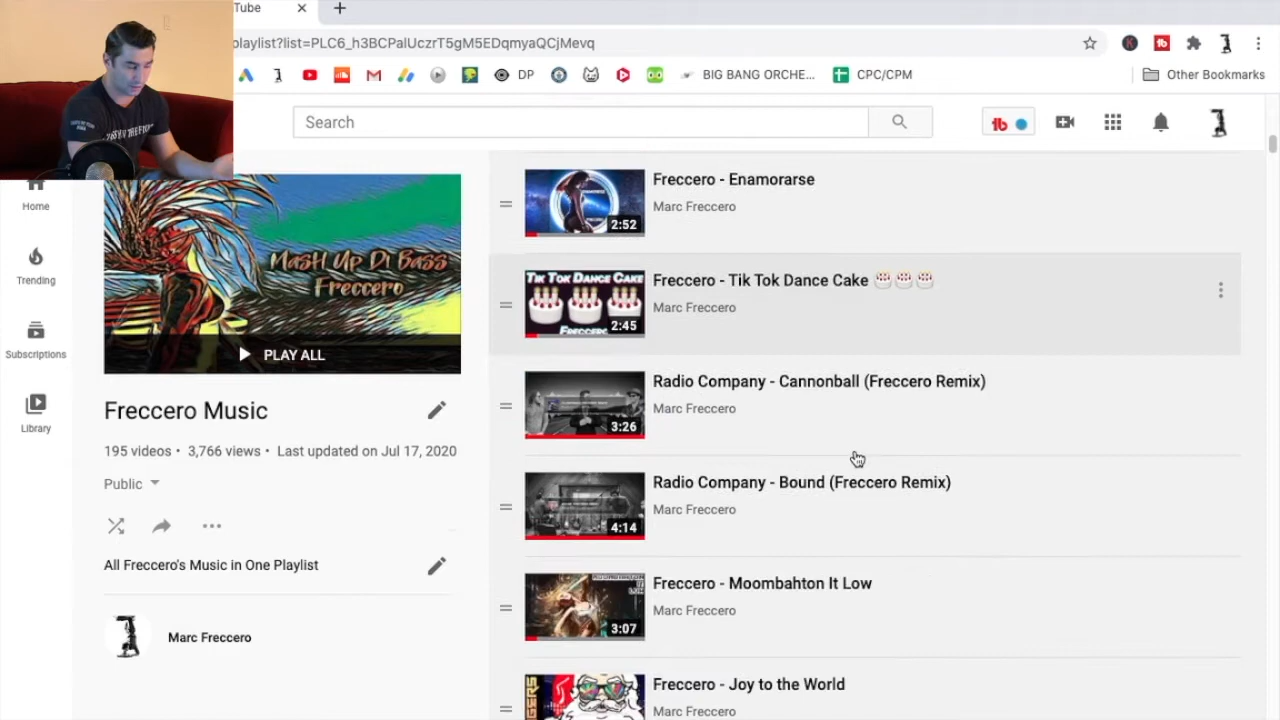 Tube
playlist?list=PLC6_h3BCPalUczrT5gM5EDqmyaQCjMevq
DP
BIG BANG ORCHE...
CPC/CPM
Other Bookmarks
Search
Home
Trending
Subscriptions
Library
MasH Up Di Bass
Freccero
PLAY ALL
Freccero Music
195 videos • 3,766 views • Last updated on Jul 17, 2020
Public
All Freccero's Music in One Playlist
Marc Freccero
2:52
Freccero - Enamorarse
Marc Freccero
Tik Tok Dance Cake
2:45
Freccero
Freccero - Tik Tok Dance Cake 🎂🎂🎂
Marc Freccero
3:26
Radio Company - Cannonball (Freccero Remix)
Marc Freccero
4:14
Radio Company - Bound (Freccero Remix)
Marc Freccero
3:07
Freccero - Moombahton It Low
Marc Freccero
Freccero - Joy to the World
Marc Freccero